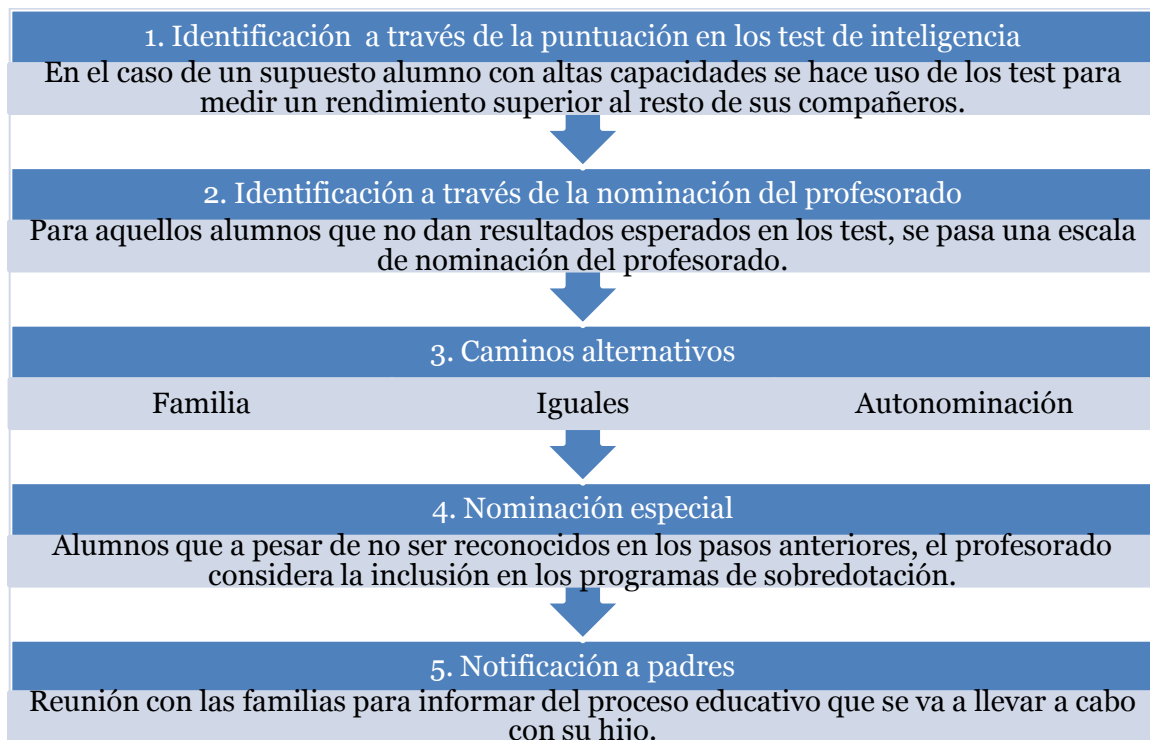 1. Identificación a través de la puntuación en los test de inteligencia
En el caso de un supuesto alumno con altas capacidades se hace uso de los test para
medir un rendimiento superior al resto de sus compañeros.
2. Identificación a través de la nominación del profesorado
Para aquellos alumnos que no dan resultados esperados en los test, se pasa una escala
de nominación del profesorado.
3. Caminos alternativos
Familia Iguales Autonominación
4. Nominación especial
Alumnos que a pesar de no ser reconocidos en los pasos anteriores, el profesorado
considera la inclusión en los programas de sobredotación.
5. Notificación a padres
Reunión con las familias para informar del proceso educativo que se va a llevar a cabo
con su hijo.